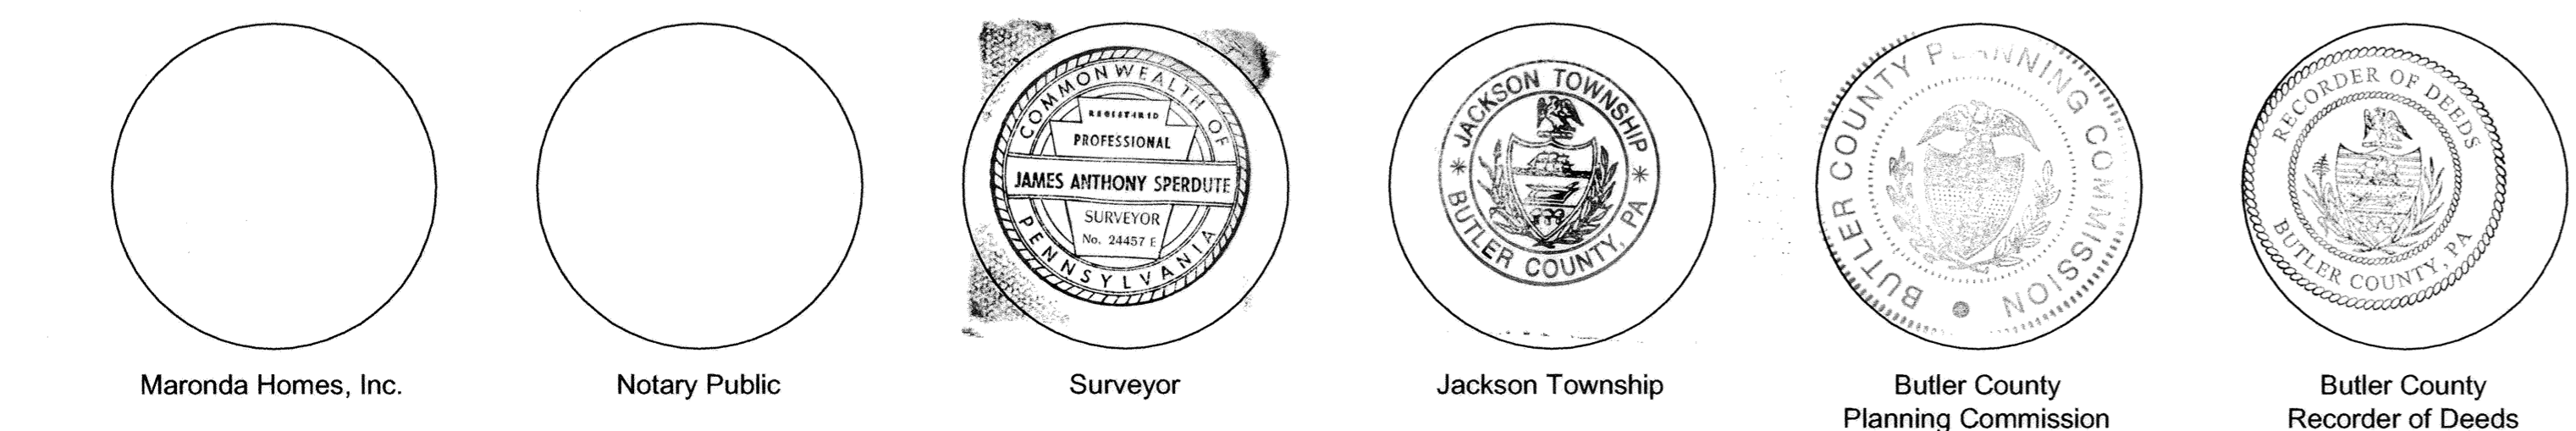 COMMONWEALTH OF
REGISTERED
PROFESSIONAL
JAMES ANTHONY SPERDUTE
SURVEYOR
No. 24457 E
PENNSYLVANIA
JACKSON TOWNSHIP
* *
BUTLER COUNTY, PA
BUTLER COUNTY PLANNING COMMISSION
RECORDER OF DEEDS
BUTLER COUNTY, PA
Maronda Homes, Inc.
Notary Public
Surveyor
Jackson Township
Butler County
Planning Commission
Butler County
Recorder of Deeds